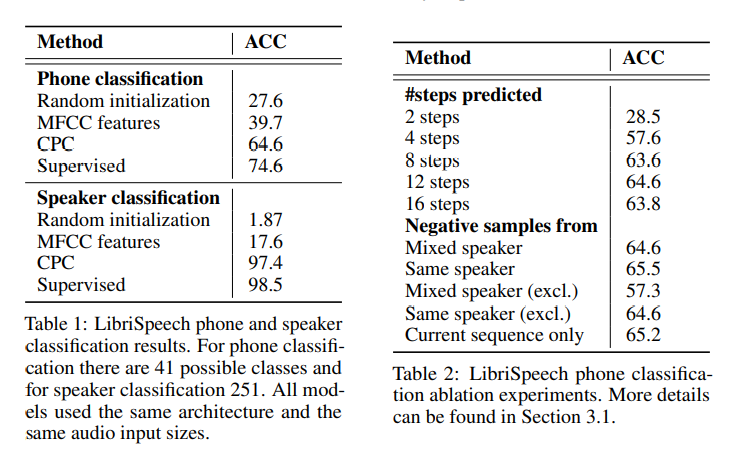 Method ACC
Phone classification
Random initialization 27.6
MFCC features 39.7
CPC 64.6
Supervised 74.6
Speaker classification
Random initialization 1.87
MFCC features 17.6
CPC 97.4
Supervised 98.5
Table 1: LibriSpeech phone and speaker
classification results. For phone classifi-
cation there are 41 possible classes and
for speaker classification 251. All mod-
els used the same architecture and the
same audio input sizes.
Method ACC
#steps predicted
2 steps 28.5
4 steps 57.6
8 steps 63.6
12 steps 64.6
16 steps 63.8
Negative samples from
Mixed speaker 64.6
Same speaker 65.5
Mixed speaker (excl.) 57.3
Same speaker (excl.) 64.6
Current sequence only 65.2
Table 2: LibriSpeech phone classifica-
tion ablation experiments. More details
can be found in Section 3.1.